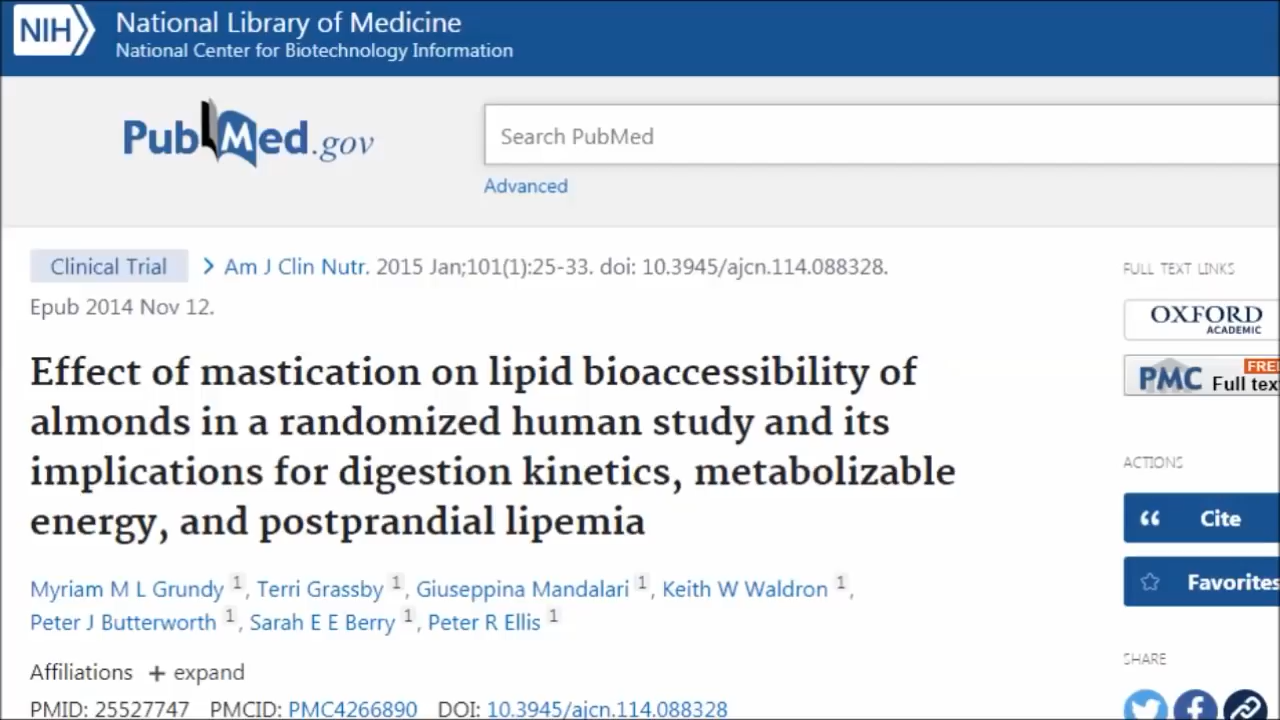 NIH
National Library of Medicine
National Center for Biotechnology Information
PubMed.gov
Search PubMed
Advanced
Clinical Trial > Am J Clin Nutr. 2015 Jan;101(1):25-33. doi: 10.3945/ajcn.114.088328.
Epub 2014 Nov 12.
Effect of mastication on lipid bioaccessibility of
almonds in a randomized human study and its
implications for digestion kinetics, metabolizable
energy, and postprandial lipemia
Myriam M L Grundy 1, Terri Grassby 1, Giuseppina Mandalari 1, Keith W Waldron 1,
Peter J Butterworth 1, Sarah E E Berry 1, Peter R Ellis 1
Affiliations + expand
PMID: 25527747 PMCID: PMC4266890 DOI: 10.3945/ajcn.114.088328
FULL TEXT LINKS
OXFORD
ACADEMIC
PMC
Full
ACTIONS
Cite
Favorites
SHARE